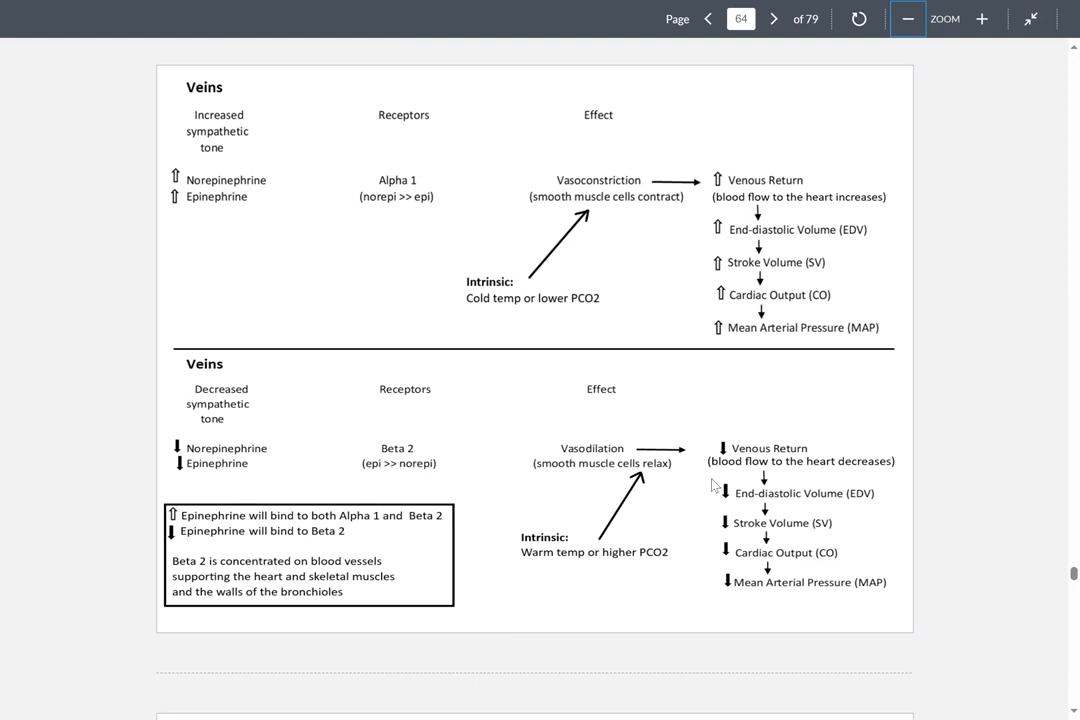 Page 64 of 79 ZOOM
Veins
Increased
sympathetic
tone
Receptors
Effect
⇧ Norepinephrine
⇧ Epinephrine
Alpha 1
(norepi >> epi)
Vasoconstriction
(smooth muscle cells contract)
⇧ Venous Return
(blood flow to the heart increases)
⇧ End-diastolic Volume (EDV)
⇧ Stroke Volume (SV)
⇧ Cardiac Output (CO)
⇧ Mean Arterial Pressure (MAP)
Intrinsic:
Cold temp or lower PCO2
Veins
Decreased
sympathetic
tone
Receptors
Effect
⬇ Norepinephrine
⬇ Epinephrine
Beta 2
(epi >> norepi)
Vasodilation
(smooth muscle cells relax)
⬇ Venous Return
(blood flow to the heart decreases)
⬇ End-diastolic Volume (EDV)
⬇ Stroke Volume (SV)
⬇ Cardiac Output (CO)
⬇ Mean Arterial Pressure (MAP)
Intrinsic:
Warm temp or higher PCO2
⇧ Epinephrine will bind to both Alpha 1 and Beta 2
⬇ Epinephrine will bind to Beta 2
Beta 2 is concentrated on blood vessels
supporting the heart and skeletal muscles
and the walls of the bronchioles